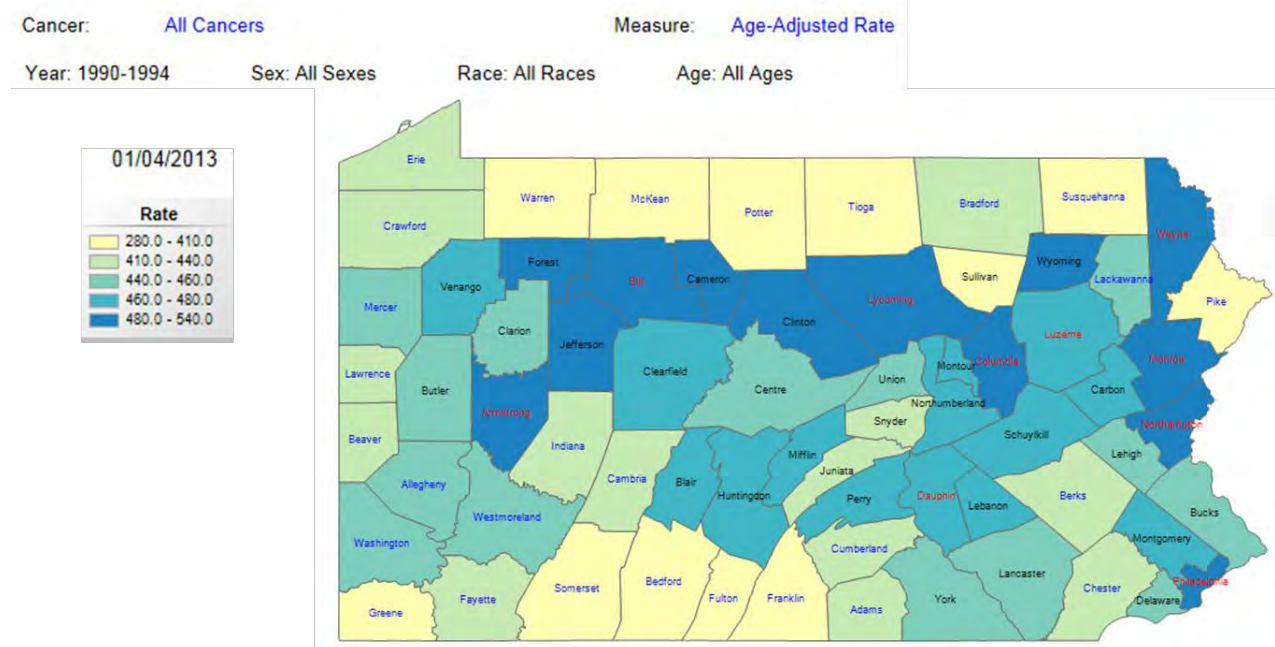 Cancer: All Cancers Measure: Age-Adjusted Rate
Year: 1990-1994 Sex: All Sexes Race: All Races Age: All Ages
01/04/2013
Rate
280.0 - 410.0
410.0 - 440.0
440.0 - 460.0
460.0 - 480.0
480.0 - 540.0
Erie
Warren
McKean
Potter
Tioga
Bradford
Susquehanna
Wayne
Crawford
Forest
Elk
Cameron
Sullivan
Wyoming
Lackawanna
Venango
Mercer
Clarion
Jefferson
Clinton
Lycoming
Pike
Luzerne
Monroe
Lawrence
Butler
Clearfield
Centre
Union
Montour
Columbia
Carbon
Armstrong
Northumberland
Snyder
Northampton
Beaver
Indiana
Schuylkill
Allegheny
Cambria
Blair
Huntingdon
Mifflin
Juniata
Perry
Dauphin
Lebanon
Berks
Lehigh
Westmoreland
Bucks
Washington
Montgomery
Cumberland
Lancaster
Philadelphia
Greene
Fayette
Somerset
Bedford
Fulton
Franklin
Adams
York
Chester
Delaware